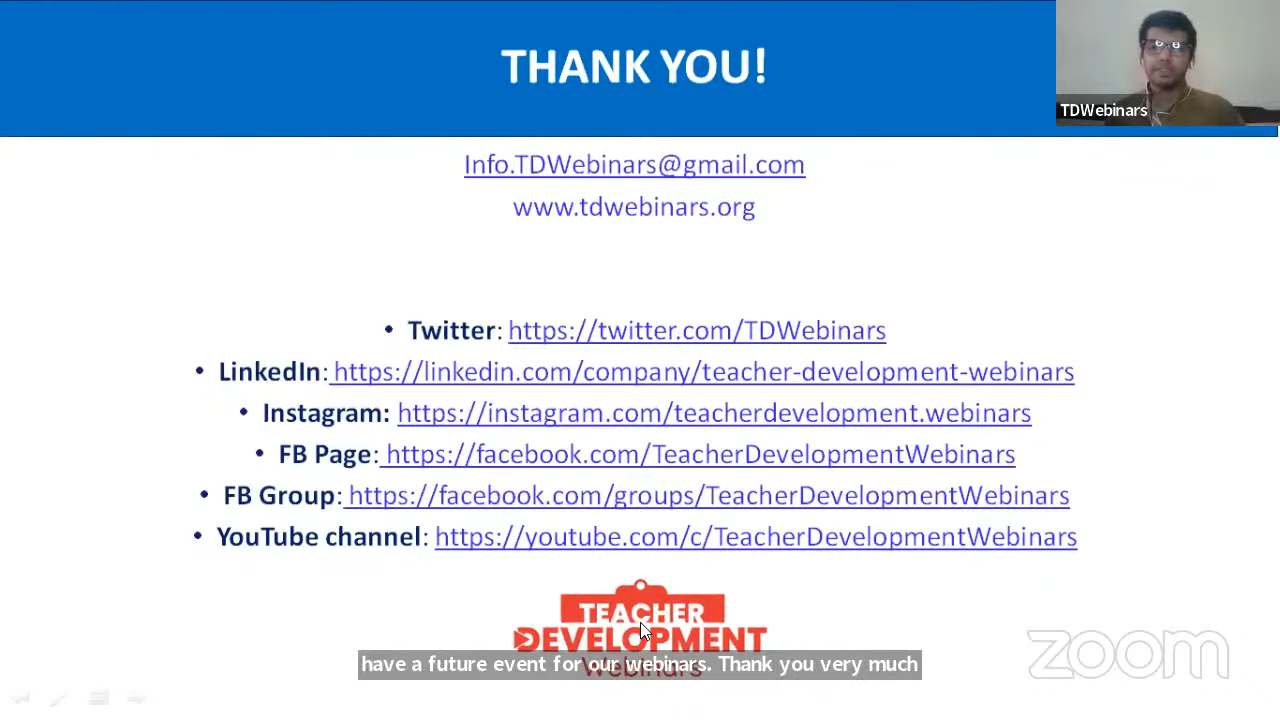 THANK YOU!
TDWebinars
Info.TDWebinars@gmail.com
www.tdwebinars.org
• Twitter: https://twitter.com/TDWebinars
• LinkedIn: https://linkedin.com/company/teacher-development-webinars
• Instagram: https://instagram.com/teacherdevelopment.webinars
• FB Page: https://facebook.com/TeacherDevelopmentWebinars
• FB Group: https://facebook.com/groups/TeacherDevelopmentWebinars
• YouTube channel: https://youtube.com/c/TeacherDevelopmentWebinars
TEACHER
DEVELOPMENT
Webinars
have a future event for our webinars. Thank you very much
zoom